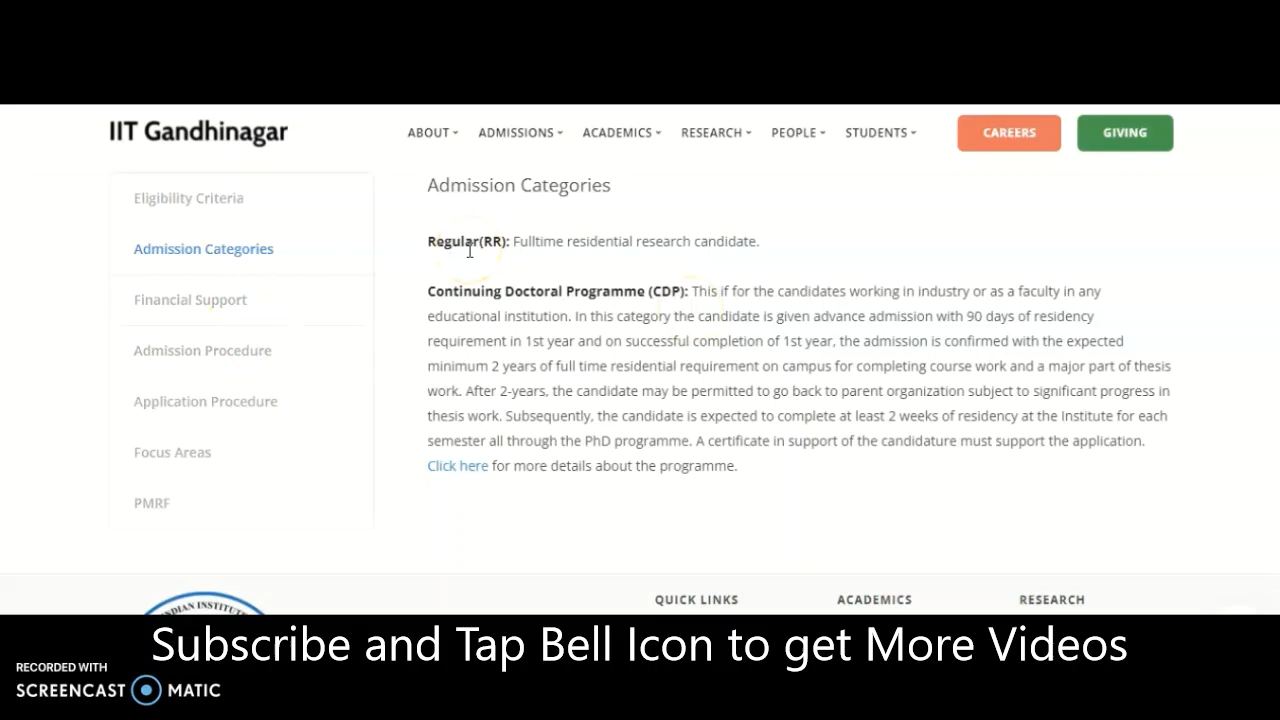 IIT Gandhinagar
ABOUT ADMISSIONS ACADEMICS RESEARCH PEOPLE STUDENTS CAREERS GIVING
Eligibility Criteria
Admission Categories
Financial Support
Admission Procedure
Application Procedure
Focus Areas
PMRF
Admission Categories
Regular(RR): Fulltime residential research candidate.
Continuing Doctoral Programme (CDP): This if for the candidates working in industry or as a faculty in any
educational institution. In this category the candidate is given advance admission with 90 days of residency
requirement in 1st year and on successful completion of 1st year, the admission is confirmed with the expected
minimum 2 years of full time residential requirement on campus for completing course work and a major part of thesis
work. After 2-years, the candidate may be permitted to go back to parent organization subject to significant progress in
thesis work. Subsequently, the candidate is expected to complete at least 2 weeks of residency at the Institute for each
semester all through the PhD programme. A certificate in support of the candidature must support the application.
Click here for more details about the programme.
QUICK LINKS ACADEMICS RESEARCH
Subscribe and Tap Bell Icon to get More Videos
RECORDED WITH
SCREENCAST MATIC